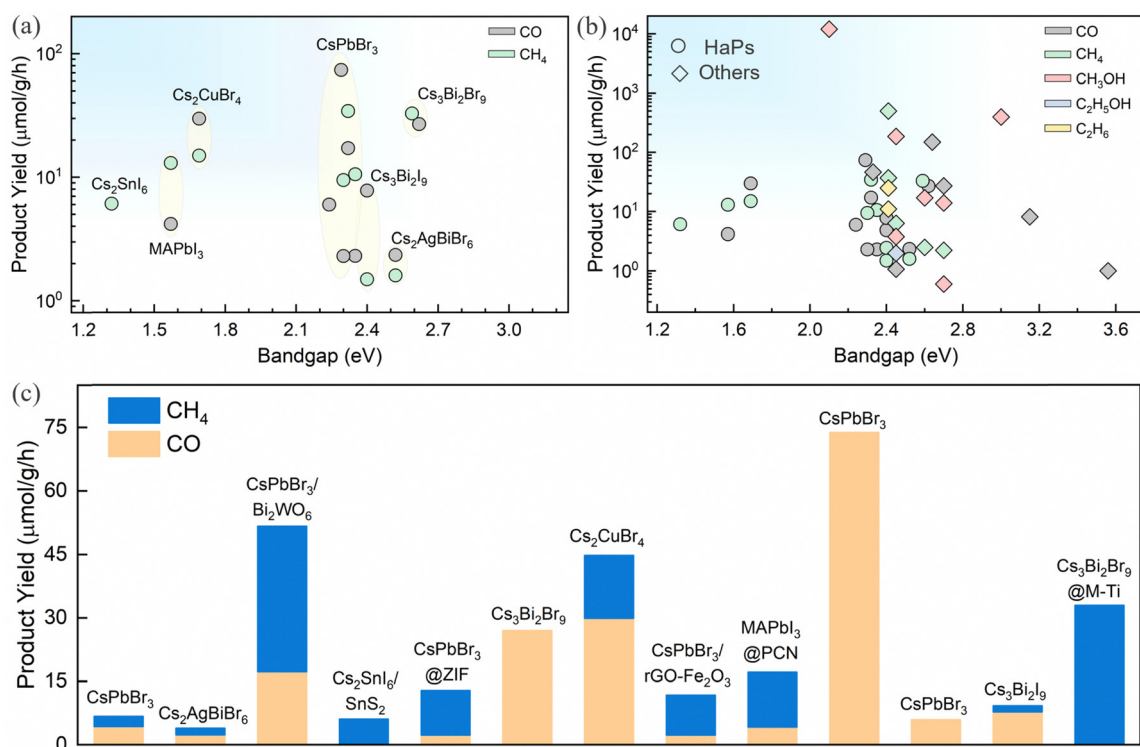 (a)
CO
CH₄
CsPbBr₃
Cs₂CuBr₄
Cs₃Bi₂Br₉
Cs₂SnI₆
Cs₃Bi₂I₉
MAPbI₃
Cs₂AgBiBr₆
Product Yield (μmol/g/h)
10²
10¹
10⁰
1.2 1.5 1.8 2.1 2.4 2.7 3.0
Bandgap (eV)
(b)
HaPs
Others
CO
CH₄
CH₃OH
C₂H₅OH
C₂H₆
Product Yield (μmol/g/h)
10⁴
10³
10²
10¹
10⁰
1.2 1.6 2.0 2.4 2.8 3.2 3.6
Bandgap (eV)
(c)
CH₄
CO
Product Yield (μmol/g/h)
75
60
45
30
15
0
CsPbBr₃
Cs₂AgBiBr₆
CsPbBr₃/
Bi₂WO₆
Cs₂SnI₆/
SnS₂
CsPbBr₃
@ZIF
Cs₃Bi₂Br₉
Cs₂CuBr₄
CsPbBr₃/
rGO-Fe₂O₃
MAPbI₃
@PCN
CsPbBr₃
CsPbBr₃
Cs₃Bi₂I₉
Cs₃Bi₂Br₉
@M-Ti